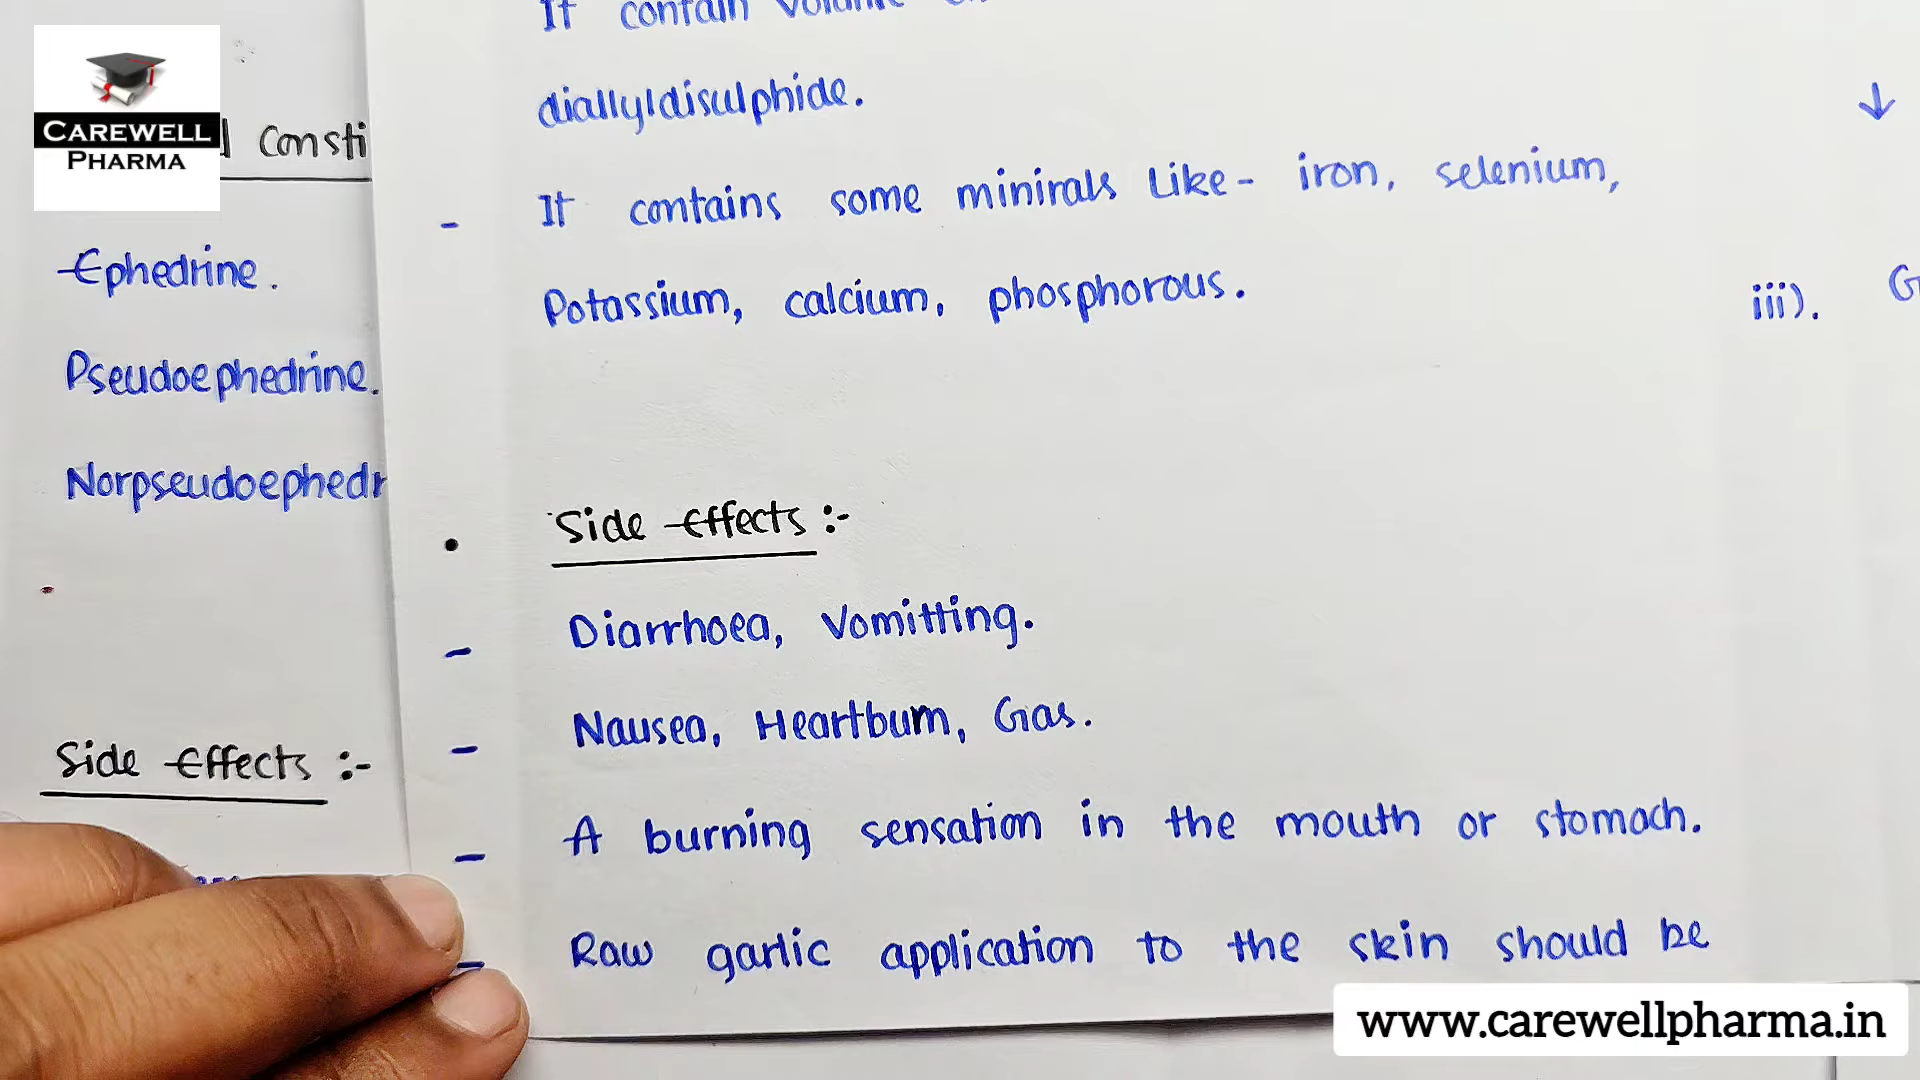 CAREWELL
PHARMA
Consti
Ephedrine.
Pseudoephedrine.
Norpseudoephedr
Side Effects :-
It contain
diallyldisulphide.
- It contains some minirals Like- iron, selenium,
Potassium, calcium, phosphorous.
• Side Effects :-
- Diarrhoea, Vomitting.
- Nausea, Heartburn, Gas.
- A burning sensation in the mouth or stomach.
- Raw garlic application to the skin should be
↓
iii). G
www.carewellpharma.in